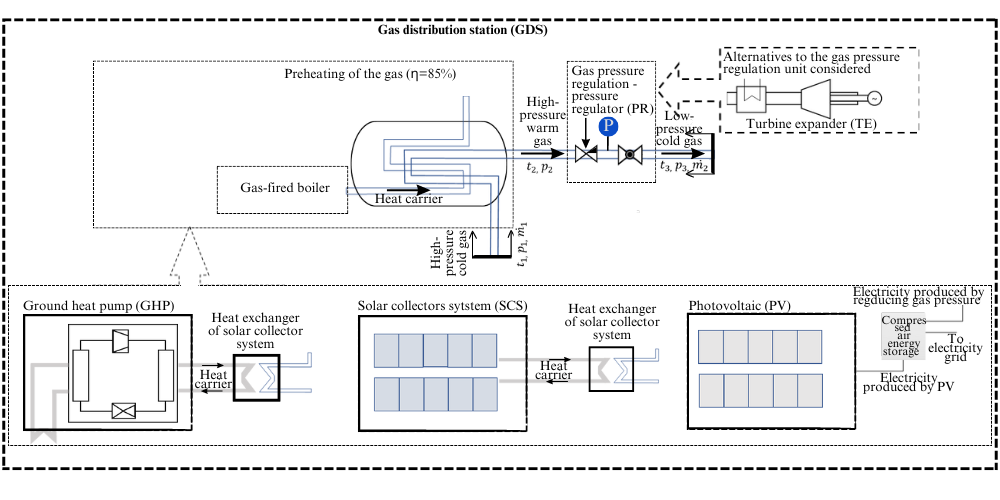 Gas distribution station (GDS)
Preheating of the gas (η=85%)
Gas-fired boiler
Heat carrier
High-
pressure
cold gas
t₁, p₁, ṁ₁
High-
pressure
warm
gas
t₂, p₂
Gas pressure
regulation -
pressure
regulator (PR)
P
Low-
pressure
cold gas
t₃, p₃, ṁ₂
Alternatives to the gas pressure
regulation unit considered
~
Turbine expander (TE)
Ground heat pump (GHP)
Heat
carrier
Heat exchanger
of solar collector
system
Solar collectors sytstem (SCS)
Heat
carrier
Heat exchanger
of solar collector
system
Photovoltaic (PV)
Electricity produced by
regducing gas pressure
Compres
sed
air
energy
storage
To
electricity
grid
Electricity
produced by PV